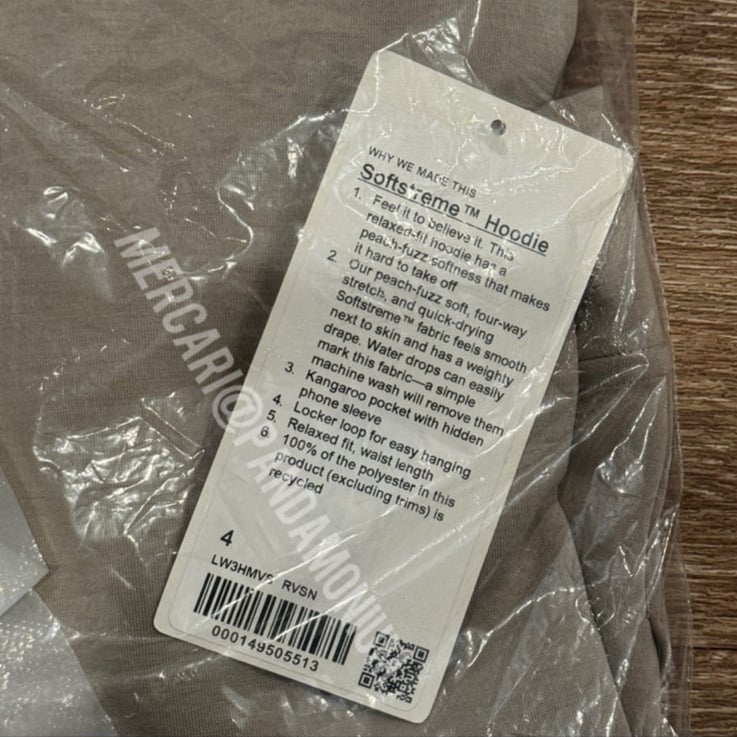 WHY WE MADE THIS
Softstreme™ Hoodie
1. Feel it to believe it. This
relaxed-fit hoodie has a
peach-fuzz softness that makes
it hard to take off
2. Our peach-fuzz soft, four-way
stretch, and quick-drying
Softstreme™ fabric feels smooth
next to skin and has a weighty
drape. Water drops can easily
mark this fabric—a simple
machine wash will remove them
3. Kangaroo pocket with hidden
phone sleeve
4. Locker loop for easy hanging
5. Relaxed fit, waist length
6. 100% of the polyester in this
product (excluding trims) is
recycled
4
LW3HMVS RVSN
000149505513
MERCARI@PANDAMONIUM